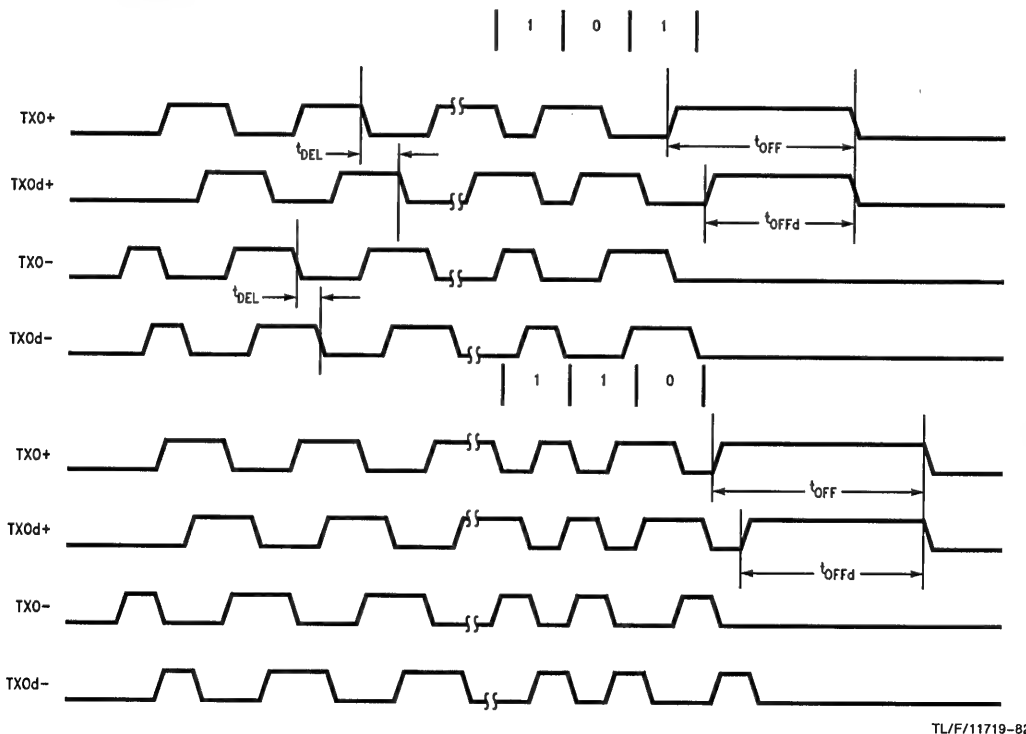 | 1 | 0 | 1 |
TXO+
tDEL
tOFF
TXOd+
tOFFd
TXO-
tDEL
TXOd-
| 1 | 1 | 0 |
TXO+
tOFF
TXOd+
tOFFd
TXO-
TXOd-
TL/F/11719-82